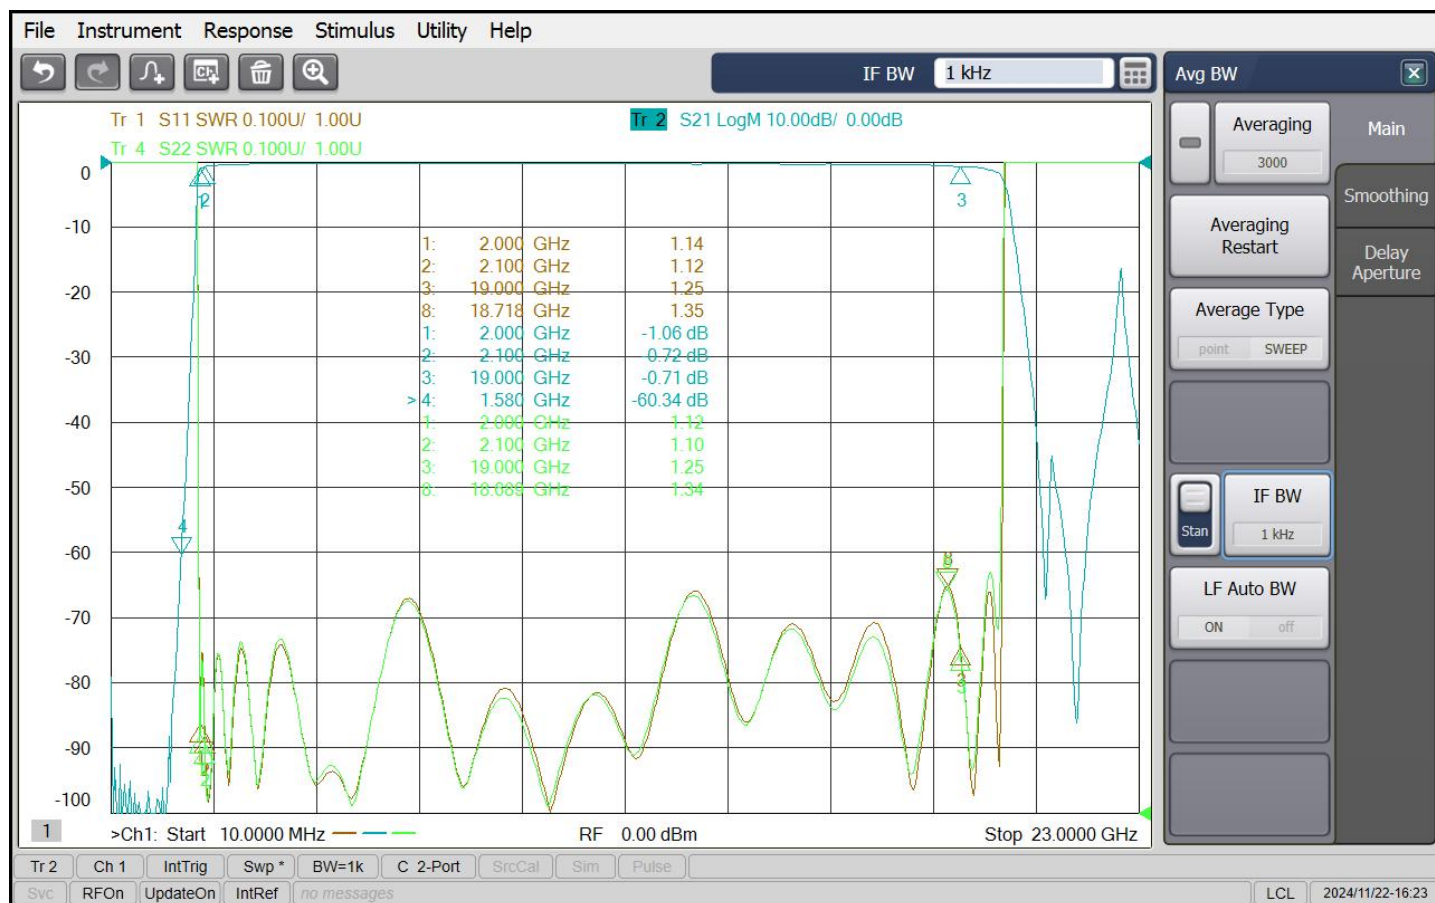 File Instrument Response Stimulus Utility Help
IF BW 1 kHz
Avg BW
Tr 1 S11 SWR 0.100U/ 1.00U
Tr 2 S21 LogM 10.00dB/ 0.00dB
Tr 4 S22 SWR 0.100U/ 1.00U
0
-10
-20
-30
-40
-50
-60
-70
-80
-90
-100
1 2
3
1: 2.000 GHz 1.14
2: 2.100 GHz 1.12
3: 19.000 GHz 1.25
8: 18.718 GHz 1.35
1: 2.000 GHz -1.06 dB
2: 2.100 GHz -0.72 dB
3: 19.000 GHz -0.71 dB
> 4: 1.580 GHz -60.34 dB
1: 2.000 GHz 1.12
2: 2.100 GHz 1.10
3: 19.000 GHz 1.25
8: 18.089 GHz 1.34
4
8
3
2
1 >Ch1: Start 10.0000 MHz RF 0.00 dBm Stop 23.0000 GHz
Averaging
3000
Averaging
Restart
Average Type
point SWEEP
Stan
IF BW
1 kHz
LF Auto BW
ON off
Main
Smoothing
Delay
Aperture
Tr 2 Ch 1 IntTrig Swp * BW=1k C 2-Port SrcCal Sim Pulse
Svc RFOn UpdateOn IntRef no messages LCL 2024/11/22-16:23